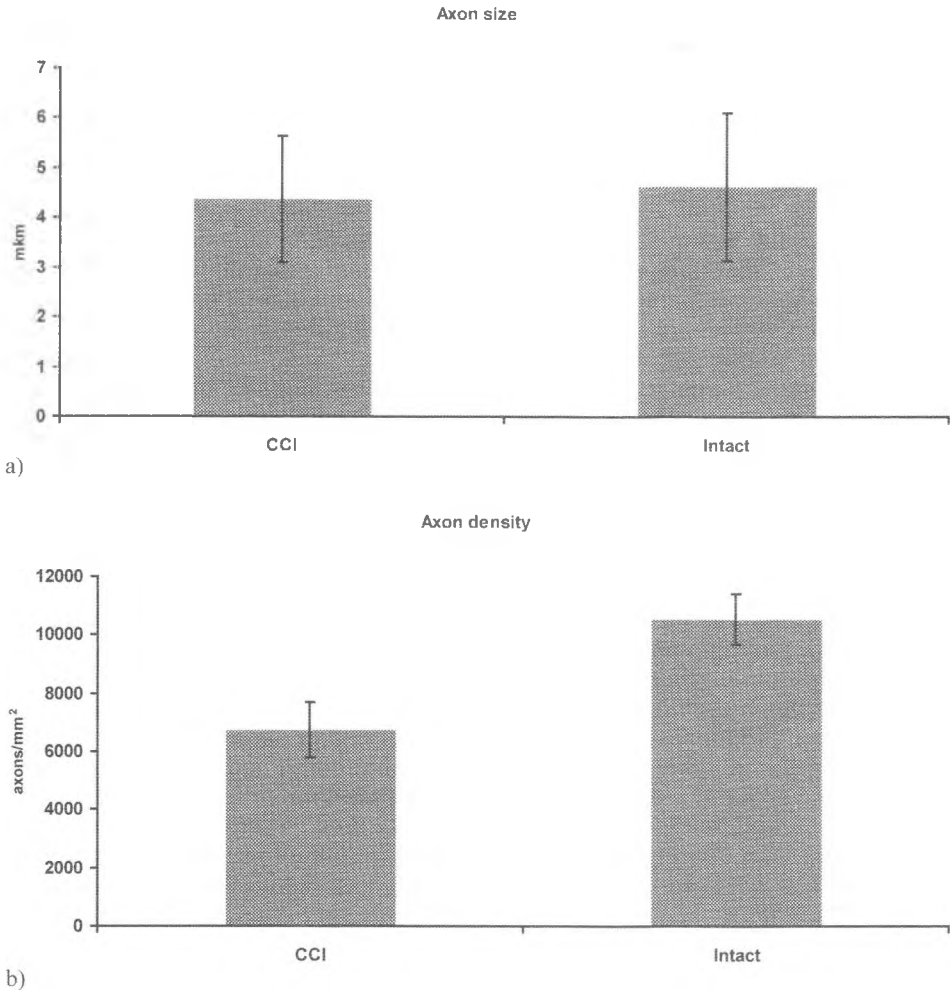 Axon size
7
6
5
4
3
2
1
0
mkm
CCI
Intact
a)
Axon density
12000
10000
8000
6000
4000
2000
0
axons/mm²
CCI
Intact
b)